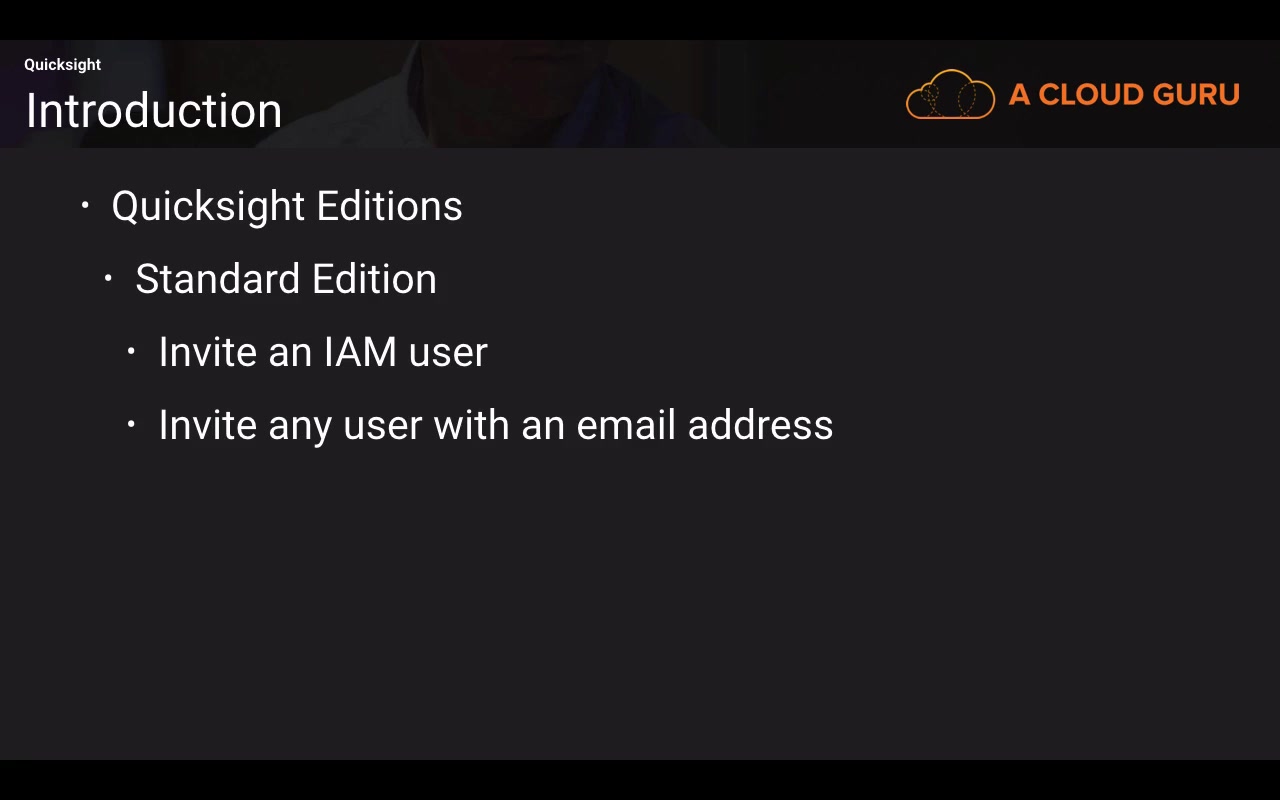 Quicksight
Introduction
A CLOUD GURU
• Quicksight Editions
• Standard Edition
• Invite an IAM user
• Invite any user with an email address